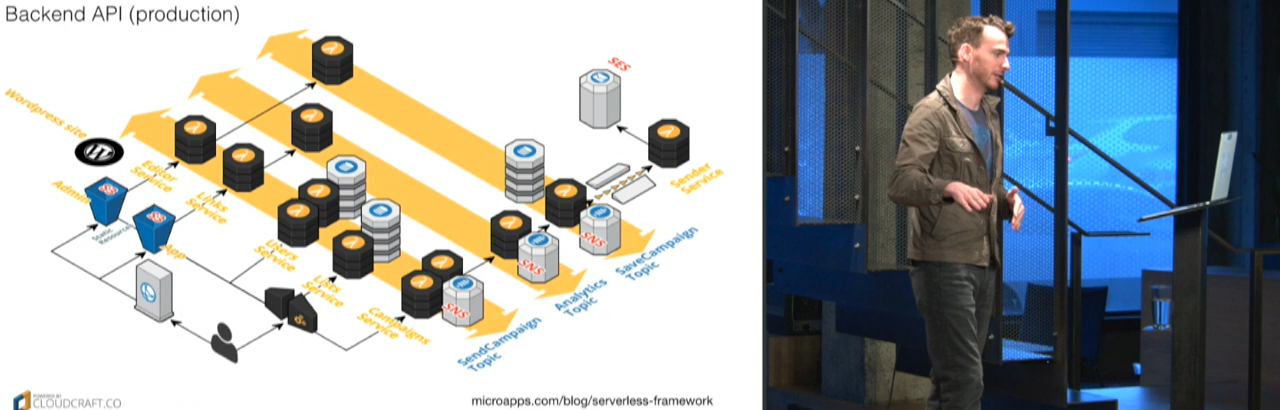 Backend API (production)
SES
Wordpress site
Editor
Service
Sender
Service
Admin
S3
Links
Service
S3
Static
Resources
App
Users
Service
SNS
SNS
SaveCampaign
Topic
Lists
Service
Analytics
Topic
SNS
Campaigns
Service
SendCampaign
Topic
POWERED BY
CLOUDCRAFT.CO
microapps.com/blog/serverless-framework